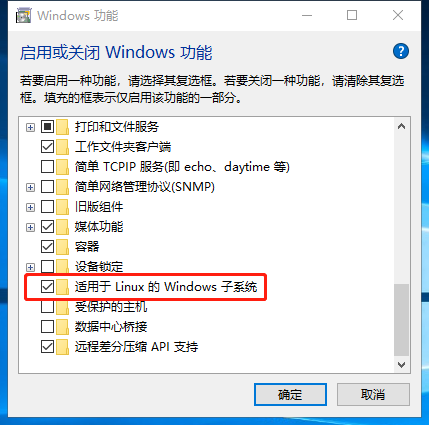 Windows 功能
启用或关闭 Windows 功能
若要启用一种功能，请选择其复选框。若要关闭一种功能，请清除其复选
框。填充的框表示仅启用该功能的一部分。
打印和文件服务
工作文件夹客户端
简单 TCPIP 服务(即 echo、daytime 等)
简单网络管理协议(SNMP)
旧版组件
媒体功能
容器
设备锁定
适用于 Linux 的 Windows 子系统
受保护的主机
数据中心桥接
远程差分压缩 API 支持
确定
取消